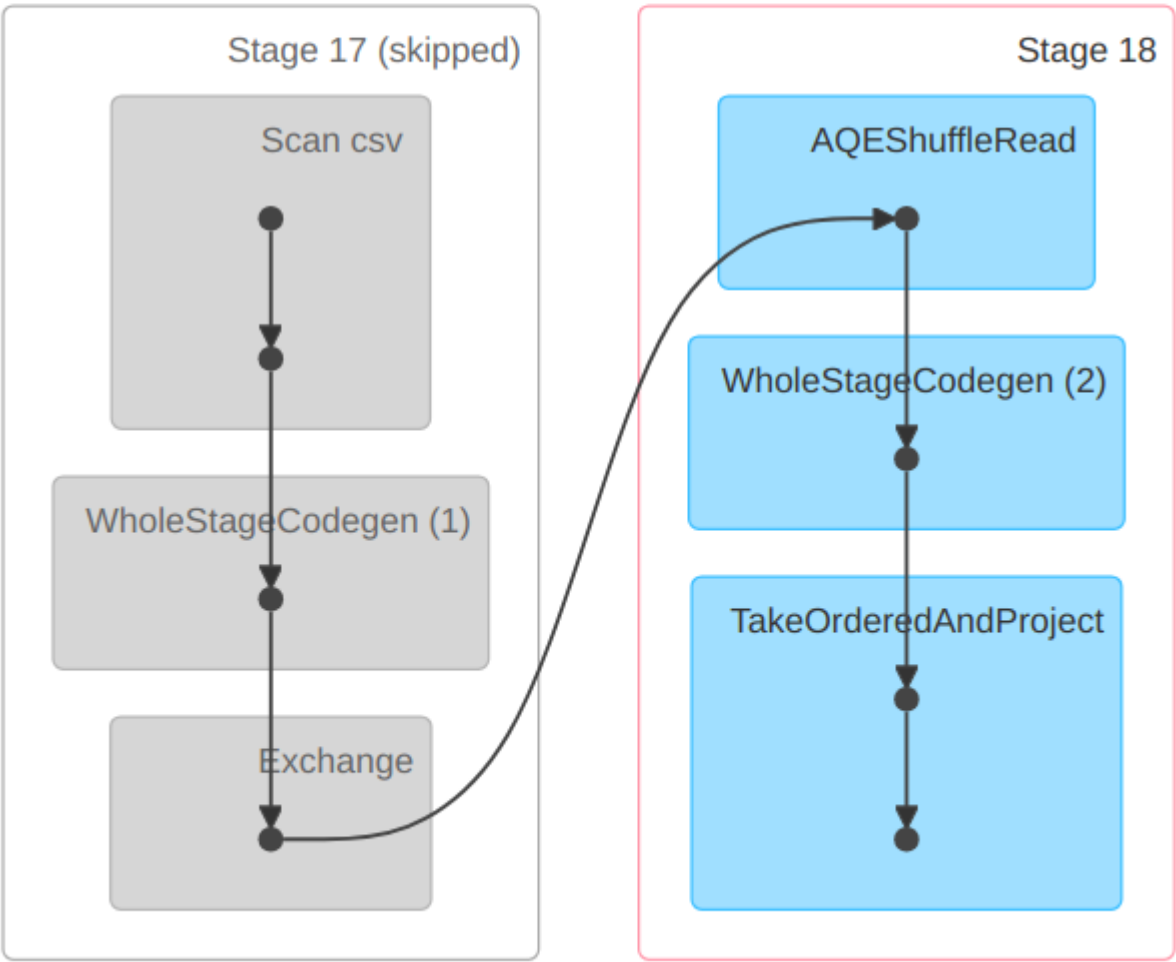 Stage 17 (skipped)
Scan csv
WholeStageCodegen (1)
Exchange
Stage 18
AQEShuffleRead
WholeStageCodegen (2)
TakeOrderedAndProject